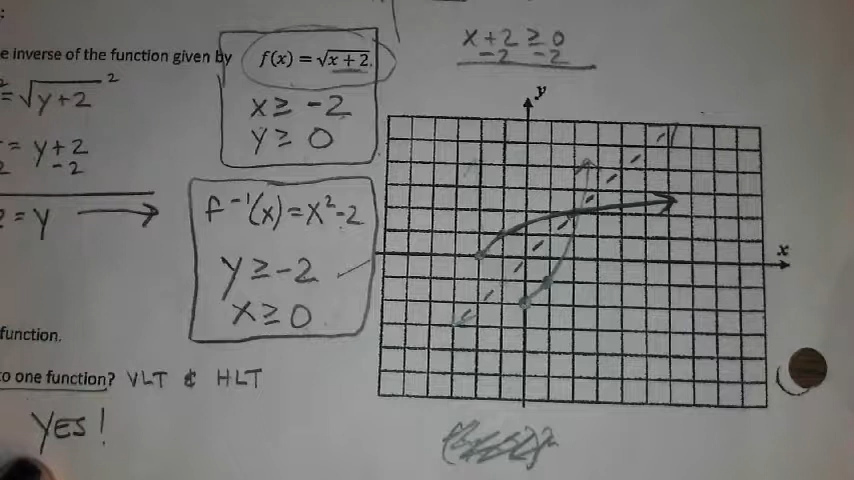 :
e inverse of the function given by f(x) = √x + 2.
x + 2 ≥ 0
-2 -2
= √y+2 ²
x ≥ -2
y ≥ 0
y
= y+2
-2
f⁻¹(x) = x²-2
= y
y ≥ -2
x ≥ 0
x
function.
to one function? VLT & HLT
YES!